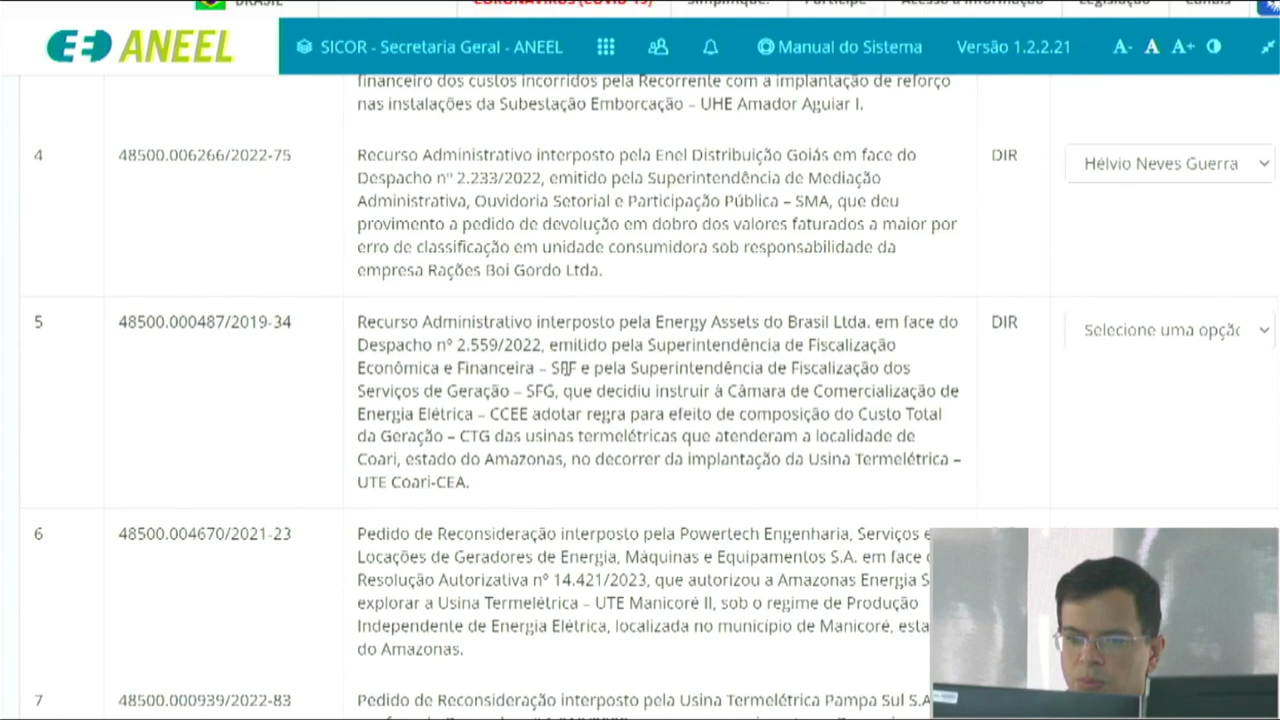 BRASIL
CORONAVÍRUS (COVID-19)
Simplifique!
Participe
Acesso à informação
Legislação
Canais
ANEEL
SICOR - Secretaria Geral - ANEEL
Manual do Sistema
Versão 1.2.2.21
A-
A
A+
financeiro dos custos incorridos pela Recorrente com a implantação de reforço
nas instalações da Subestação Emborcação – UHE Amador Aguiar I.
4
48500.006266/2022-75
Recurso Administrativo interposto pela Enel Distribuição Goiás em face do
Despacho nº 2.233/2022, emitido pela Superintendência de Mediação
Administrativa, Ouvidoria Setorial e Participação Pública – SMA, que deu
provimento a pedido de devolução em dobro dos valores faturados a maior por
erro de classificação em unidade consumidora sob responsabilidade da
empresa Rações Boi Gordo Ltda.
DIR
Hélvio Neves Guerra
5
48500.000487/2019-34
Recurso Administrativo interposto pela Energy Assets do Brasil Ltda. em face do
Despacho nº 2.559/2022, emitido pela Superintendência de Fiscalização
Econômica e Financeira – SFF e pela Superintendência de Fiscalização dos
Serviços de Geração – SFG, que decidiu instruir à Câmara de Comercialização de
Energia Elétrica – CCEE adotar regra para efeito de composição do Custo Total
da Geração – CTG das usinas termelétricas que atenderam a localidade de
Coari, estado do Amazonas, no decorrer da implantação da Usina Termelétrica –
UTE Coari-CEA.
DIR
Selecione uma opçã
6
48500.004670/2021-23
Pedido de Reconsideração interposto pela Powertech Engenharia, Serviços e
Locações de Geradores de Energia, Máquinas e Equipamentos S.A. em face
Resolução Autorizativa nº 14.421/2023, que autorizou a Amazonas Energia S
explorar a Usina Termelétrica – UTE Manicoré II, sob o regime de Produção
Independente de Energia Elétrica, localizada no município de Manicoré, esta
do Amazonas.
7
48500.000939/2022-83
Pedido de Reconsideração interposto pela Usina Termelétrica Pampa Sul S.A